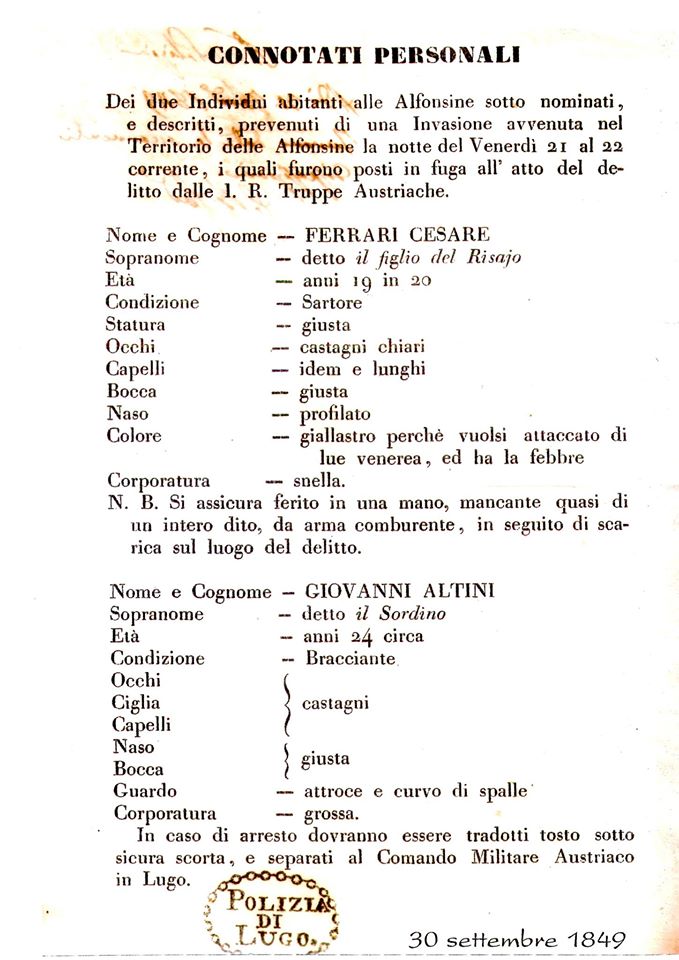 CONNOTATI PERSONALI
Dei due Individui abitanti alle Alfonsine sotto nominati,
e descritti, prevenuti di una Invasione avvenuta nel
Territorio delle Alfonsine la notte del Venerdì 21 al 22
corrente, i quali furono posti in fuga all' atto del de-
litto dalle I. R. Truppe Austriache.
Nome e Cognome — FERRARI CESARE
Sopranome — detto il figlio del Risajo
Età — anni 19 in 20
Condizione — Sartore
Statura — giusta
Occhi — castagni chiari
Capelli — idem e lunghi
Bocca — giusta
Naso — profilato
Colore — giallastro perchè vuolsi attaccato di
lue venerea, ed ha la febbre
Corporatura — snella.
N. B. Si assicura ferito in una mano, mancante quasi di
un intero dito, da arma comburente, in seguito di sca-
rica sul luogo del delitto.
Nome e Cognome — GIOVANNI ALTINI
Sopranome — detto il Sordino
Età — anni 24 circa
Condizione — Bracciante
Occhi
Ciglia castagni
Capelli
Naso
giusta
Bocca
Guardo — attroce e curvo di spalle
Corporatura — grossa.
In caso di arresto dovranno essere tradotti tosto sotto
sicura scorta, e separati al Comando Militare Austriaco
in Lugo.
POLIZIA
DI
LUGO.
30 settembre 1849